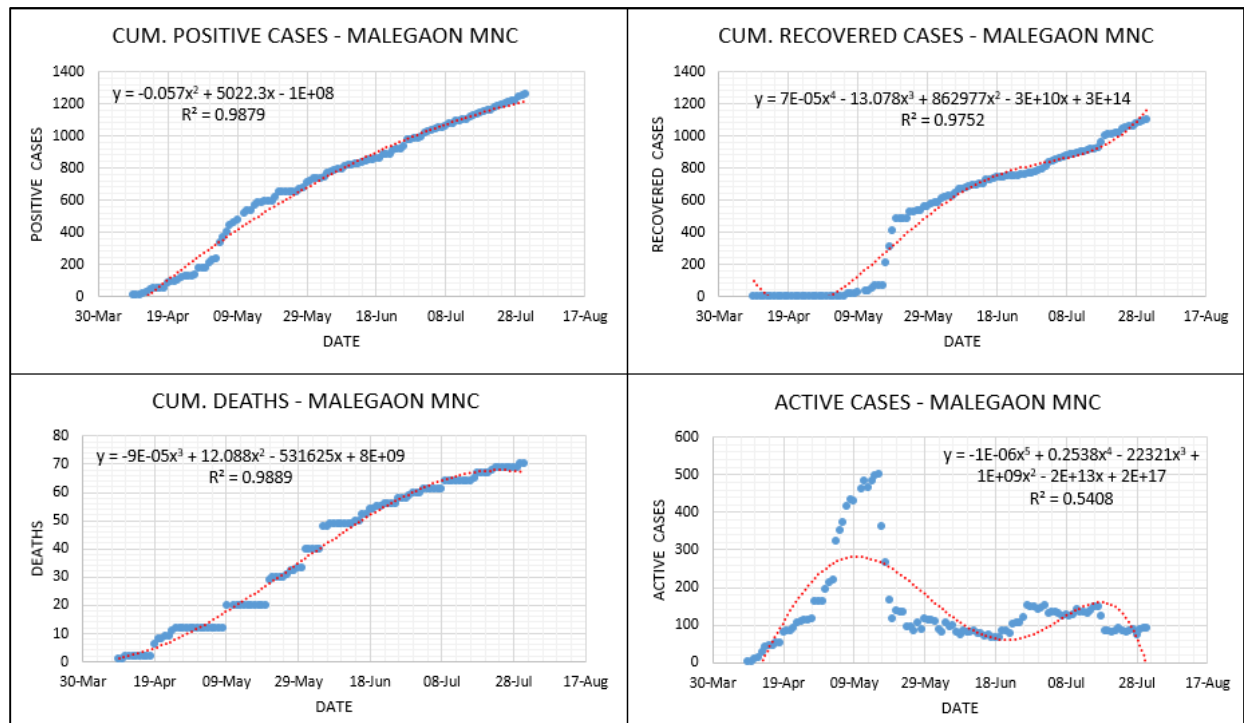 CUM. POSITIVE CASES - MALEGAON MNC
1400
1200
1000
800
600
400
200
0
y = -0.057x² + 5022.3x - 1E+08
R² = 0.9879
POSITIVE CASES
30-Mar 19-Apr 09-May 29-May 18-Jun 08-Jul 28-Jul 17-Aug
DATE
CUM. RECOVERED CASES - MALEGAON MNC
1400
1200
1000
800
600
400
200
0
y = 7E-05x⁴ - 13.078x³ + 862977x² - 3E+10x + 3E+14
R² = 0.9752
RECOVERED CASES
30-Mar 19-Apr 09-May 29-May 18-Jun 08-Jul 28-Jul 17-Aug
DATE
CUM. DEATHS - MALEGAON MNC
80
70
60
50
40
30
20
10
0
y = -9E-05x³ + 12.088x² - 531625x + 8E+09
R² = 0.9889
DEATHS
30-Mar 19-Apr 09-May 29-May 18-Jun 08-Jul 28-Jul 17-Aug
DATE
ACTIVE CASES - MALEGAON MNC
600
500
400
300
200
100
0
y = -1E-06x⁵ + 0.2538x⁴ - 22321x³ +
1E+09x² - 2E+13x + 2E+17
R² = 0.5408
ACTIVE CASES
30-Mar 19-Apr 09-May 29-May 18-Jun 08-Jul 28-Jul 17-Aug
DATE